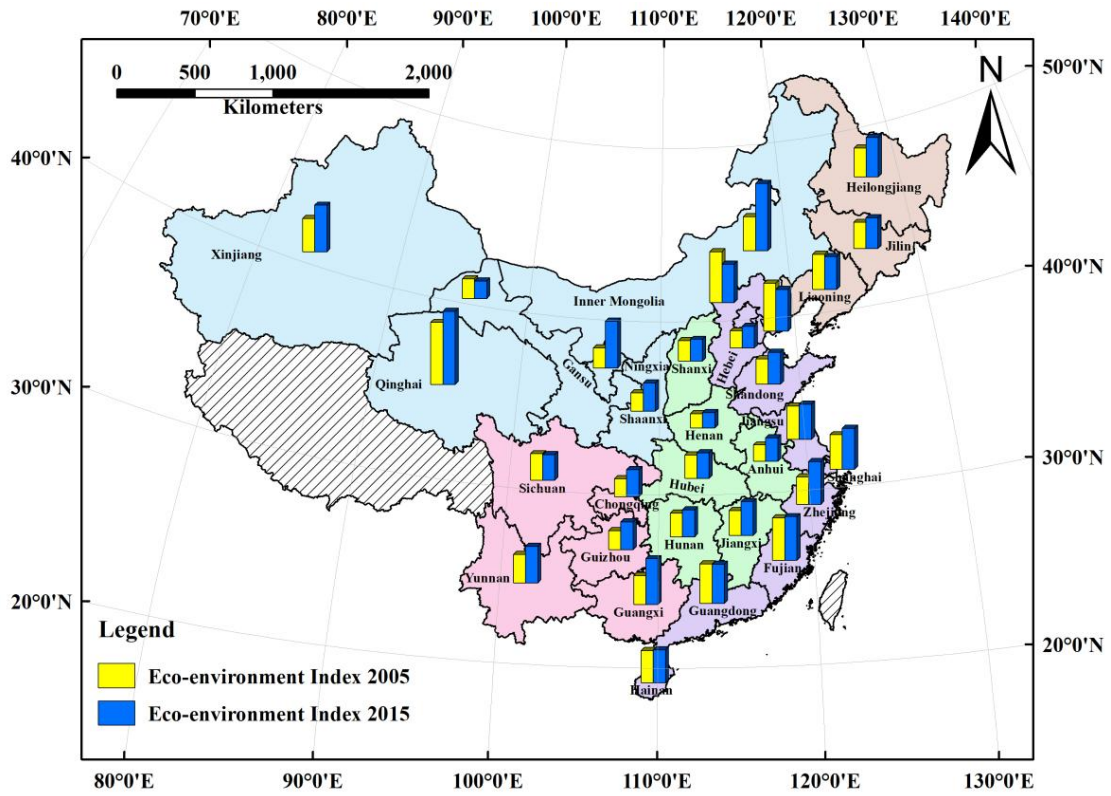 70°0'E 80°0'E 90°0'E 100°0'E 110°0'E 120°0'E 130°0'E 140°0'E
0 500 1,000 2,000
Kilometers
N
50°0'N
40°0'N
40°0'N
30°0'N
30°0'N
20°0'N
20°0'N
Heilongjiang
Jilin
Liaoning
Xinjiang
Inner Mongolia
Qinghai
Gansu
Ningxia
Shanxi
Hebei
Shandong
Shaanxi
Henan
Jiangsu
Anhui
Shanghai
Sichuan
Chongqing
Hubei
Zhejiang
Hunan
Jiangxi
Guizhou
Fujian
Yunnan
Guangxi
Guangdong
Hainan
Legend
Eco-environment Index 2005
Eco-environment Index 2015
80°0'E 90°0'E 100°0'E 110°0'E 120°0'E 130°0'E